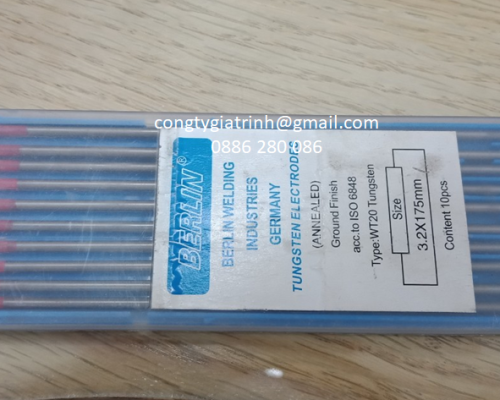 congtygiatrinh@gmail.com
0886 280 086
BERLIN®
BERLIN WELDING
INDUSTRIES
GERMANY
TUNGSTEN ELECTRODES
(ANNEALED)
Ground Finish
acc.to ISO 6848
Type:WT20 Tungsten
Size
3.2X175mm
Content 10pcs